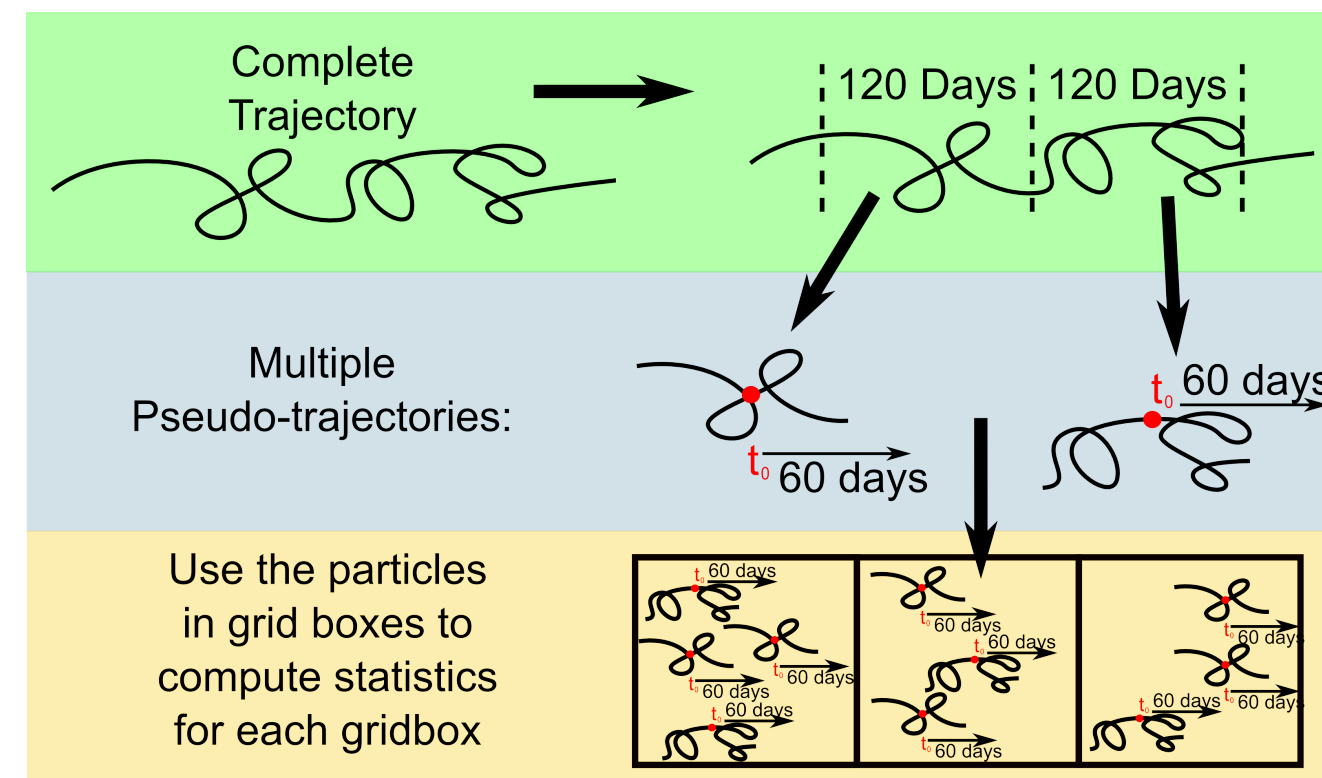 Complete
Trajectory
120 Days
120 Days
Multiple
Pseudo-trajectories:
t₀
60 days
t₀
60 days
Use the particles
in grid boxes to
compute statistics
for each gridbox
t₀
60 days
t₀
60 days
t₀
60 days
t₀
60 days
t₀
60 days
t₀
60 days
t₀
60 days
t₀
60 days
t₀
60 days
t₀
60 days